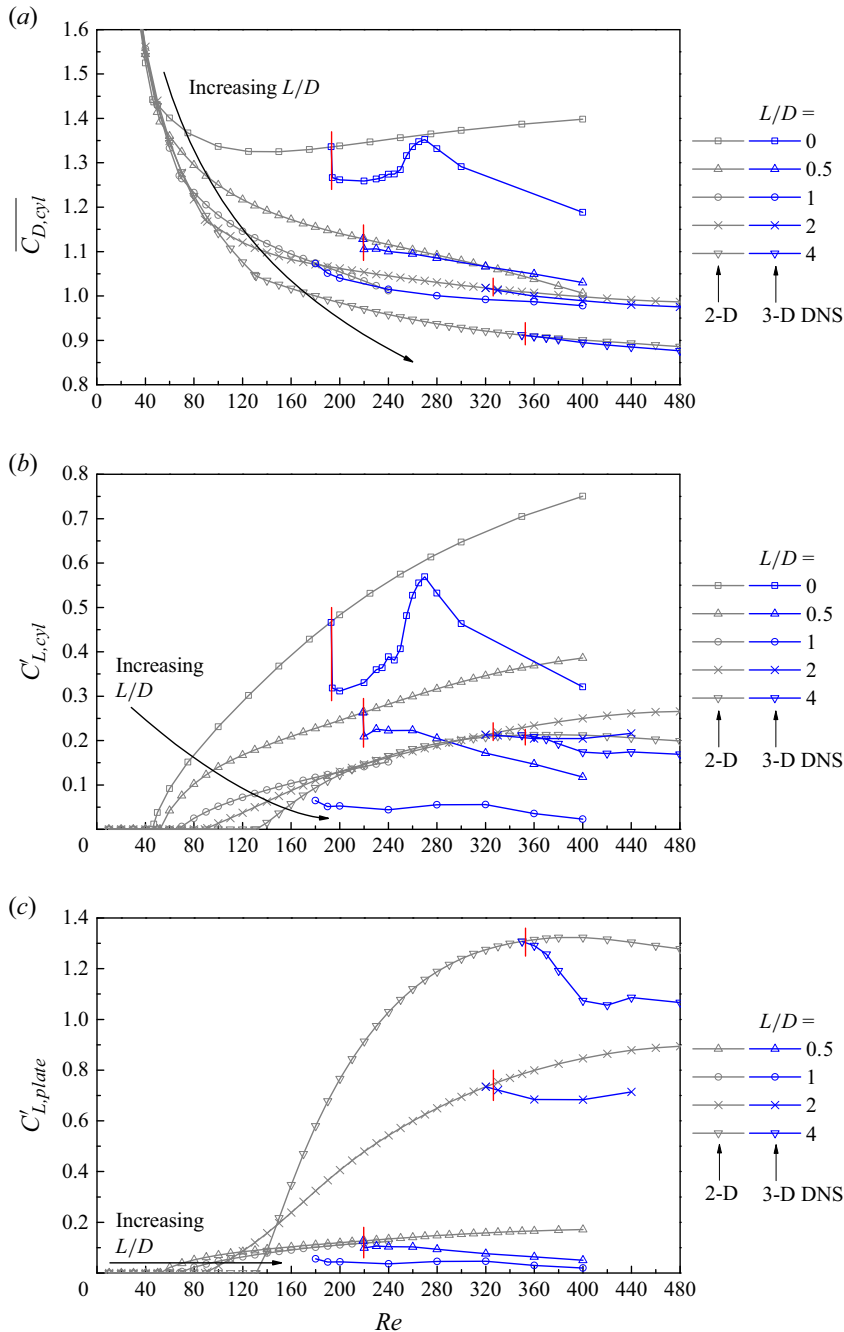 (a)
1.6
1.5
1.4
1.3
1.2
1.1
1.0
0.9
0.8
C_{D,cyl}
Increasing L/D
0 40 80 120 160 200 240 280 320 360 400 440 480
L/D =
0
0.5
1
2
4
2-D 3-D DNS
(b)
0.8
0.7
0.6
0.5
0.4
0.3
0.2
0.1
0
C'_{L,cyl}
Increasing
L/D
0 40 80 120 160 200 240 280 320 360 400 440 480
L/D =
0
0.5
1
2
4
2-D 3-D DNS
(c)
1.4
1.2
1.0
0.8
0.6
0.4
0.2
C'_{L,plate}
Increasing
L/D
0 40 80 120 160 200 240 280 320 360 400 440 480
Re
L/D =
0.5
1
2
4
2-D 3-D DNS